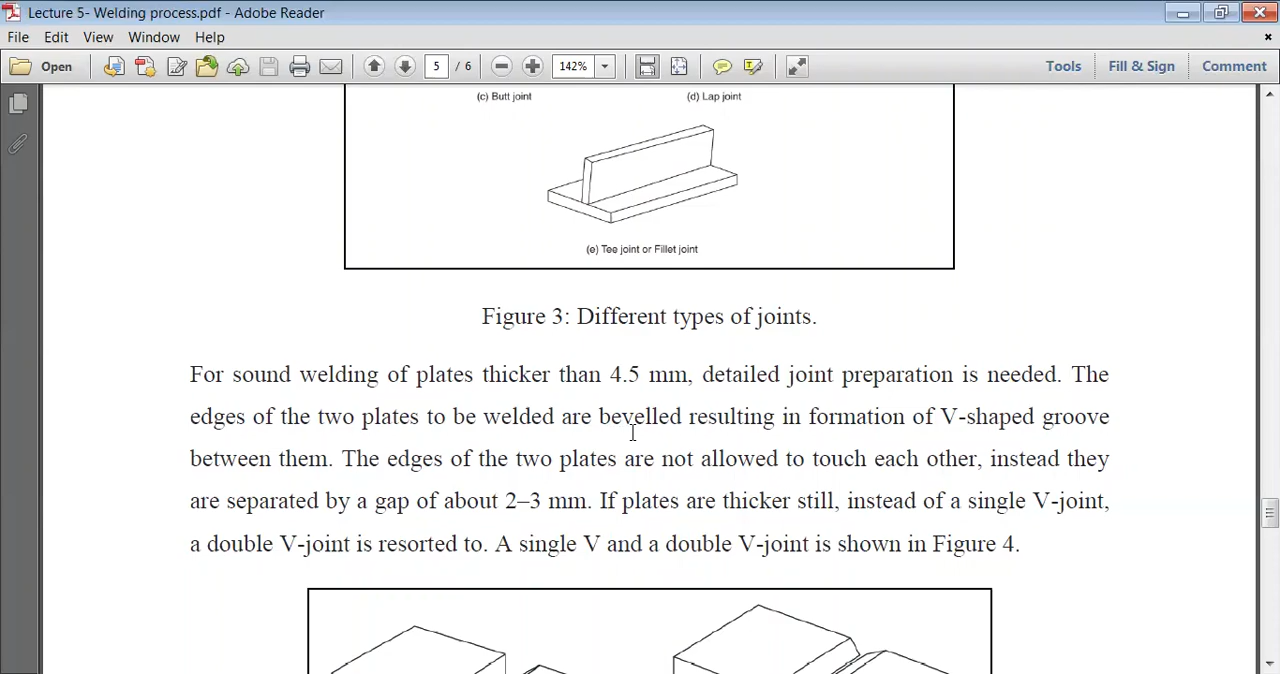 Lecture 5- Welding process.pdf - Adobe Reader
File Edit View Window Help
Open 5 / 6 142% Tools Fill & Sign Comment
(c) Butt joint (d) Lap joint
(e) Tee joint or Fillet joint
Figure 3: Different types of joints.
For sound welding of plates thicker than 4.5 mm, detailed joint preparation is needed. The
edges of the two plates to be welded are bevelled resulting in formation of V-shaped groove
between them. The edges of the two plates are not allowed to touch each other, instead they
are separated by a gap of about 2–3 mm. If plates are thicker still, instead of a single V-joint,
a double V-joint is resorted to. A single V and a double V-joint is shown in Figure 4.